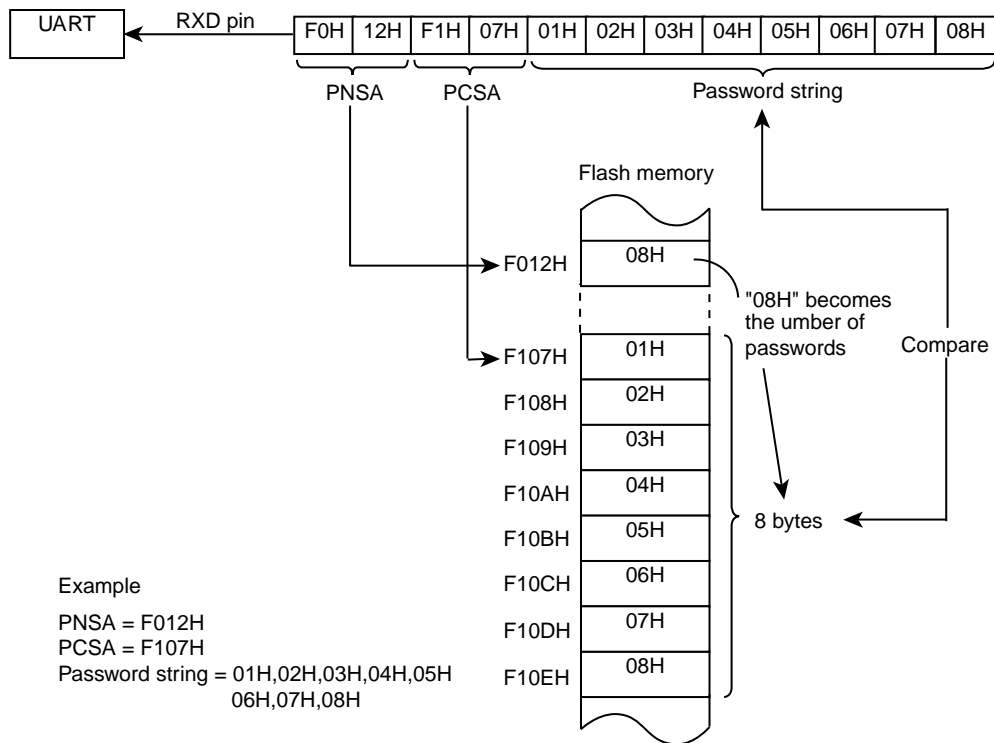 UART
RXD pin
F0H 12H F1H 07H 01H 02H 03H 04H 05H 06H 07H 08H
PNSA PCSA Password string
Flash memory
F012H 08H
"08H" becomes
the umber of
passwords
Compare
F107H 01H
F108H 02H
F109H 03H
F10AH 04H
F10BH 05H
8 bytes
F10CH 06H
F10DH 07H
F10EH 08H
Example
PNSA = F012H
PCSA = F107H
Password string = 01H,02H,03H,04H,05H
06H,07H,08H